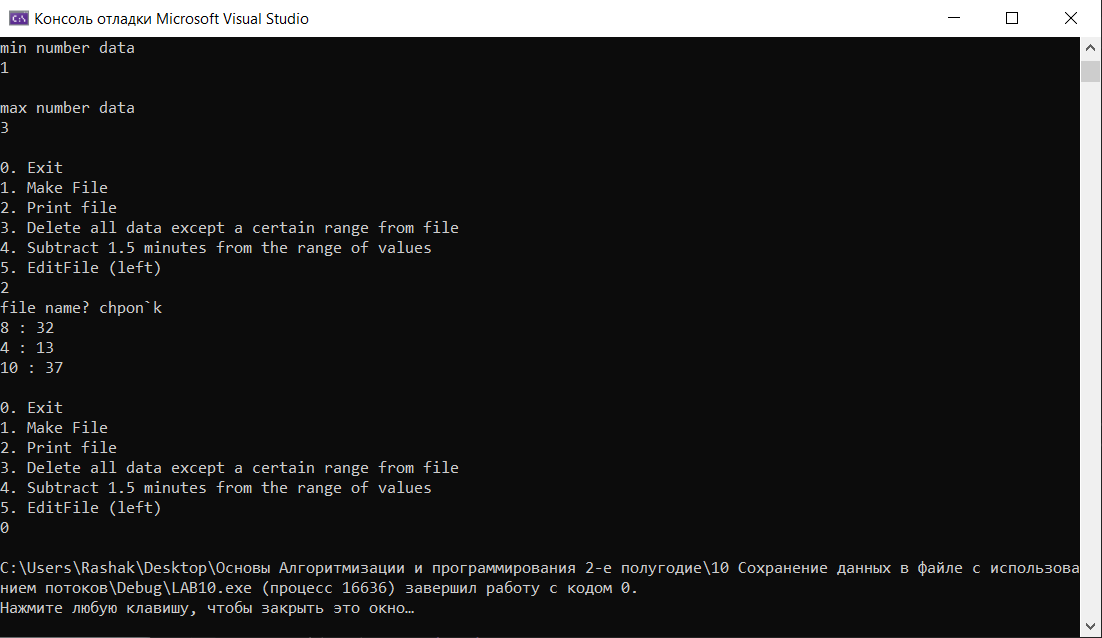 Консоль отладки Microsoft Visual Studio
min number data
1
max number data
3
0. Exit
1. Make File
2. Print file
3. Delete all data except a certain range from file
4. Subtract 1.5 minutes from the range of values
5. EditFile (left)
2
file name? chpon`k
8 : 32
4 : 13
10 : 37
0. Exit
1. Make File
2. Print file
3. Delete all data except a certain range from file
4. Subtract 1.5 minutes from the range of values
5. EditFile (left)
0
C:\Users\Rashak\Desktop\Основы Алгоритмизации и программирования 2-е полугодие\10 Сохранение данных в файле с использова
нием потоков\Debug\LAB10.exe (процесс 16636) завершил работу с кодом 0.
Нажмите любую клавишу, чтобы закрыть это окно…